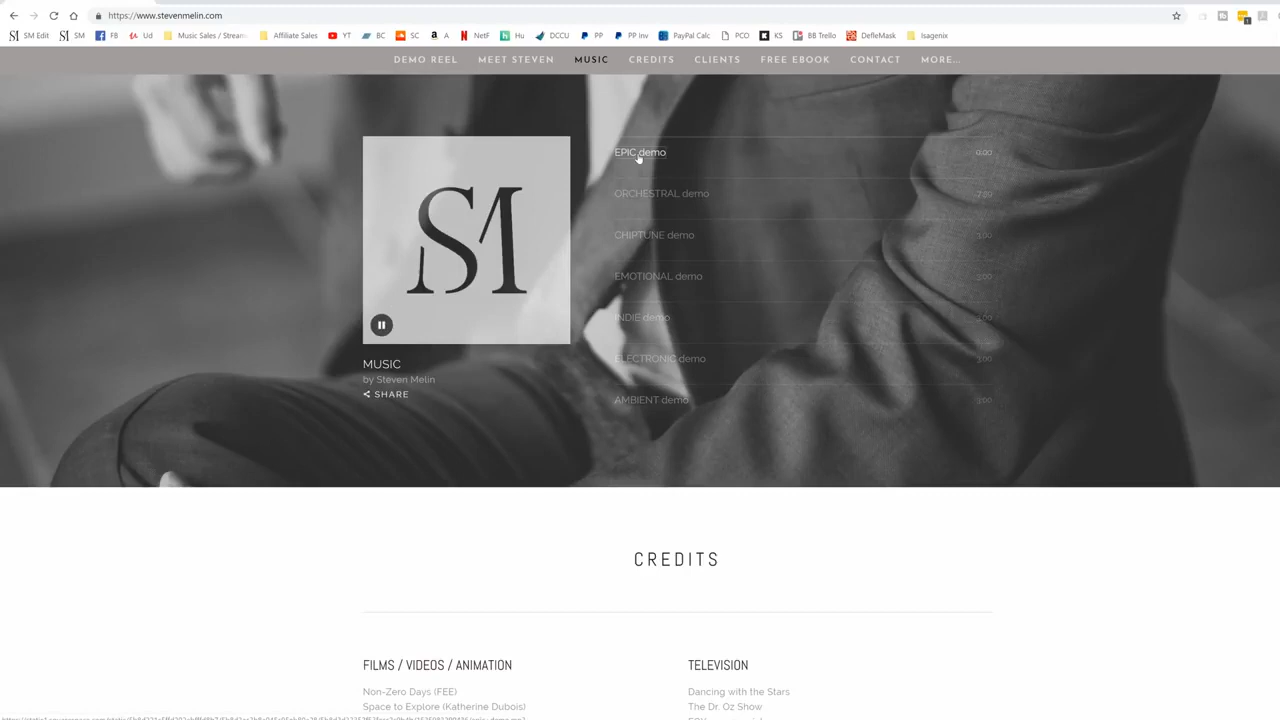 https://www.stevenmelin.com
SM Edit SM FB Ud Music Sales / Stream Affiliate Sales YT BC SC A NetF Hu DCCU PP PP Inv PayPal Calc PCO KS BB Trello DefleMask Isagenix
DEMO REEL MEET STEVEN MUSIC CREDITS CLIENTS FREE EBOOK CONTACT MORE...
SM
EPIC demo 0:00
ORCHESTRAL demo
CHIPTUNE demo
EMOTIONAL demo
INDIE demo
ELECTRONIC demo
AMBIENT demo
MUSIC
by Steven Melin
SHARE
CREDITS
FILMS / VIDEOS / ANIMATION
Non-Zero Days (FEE)
Space to Explore (Katherine Dubois)
TELEVISION
Dancing with the Stars
The Dr. Oz Show